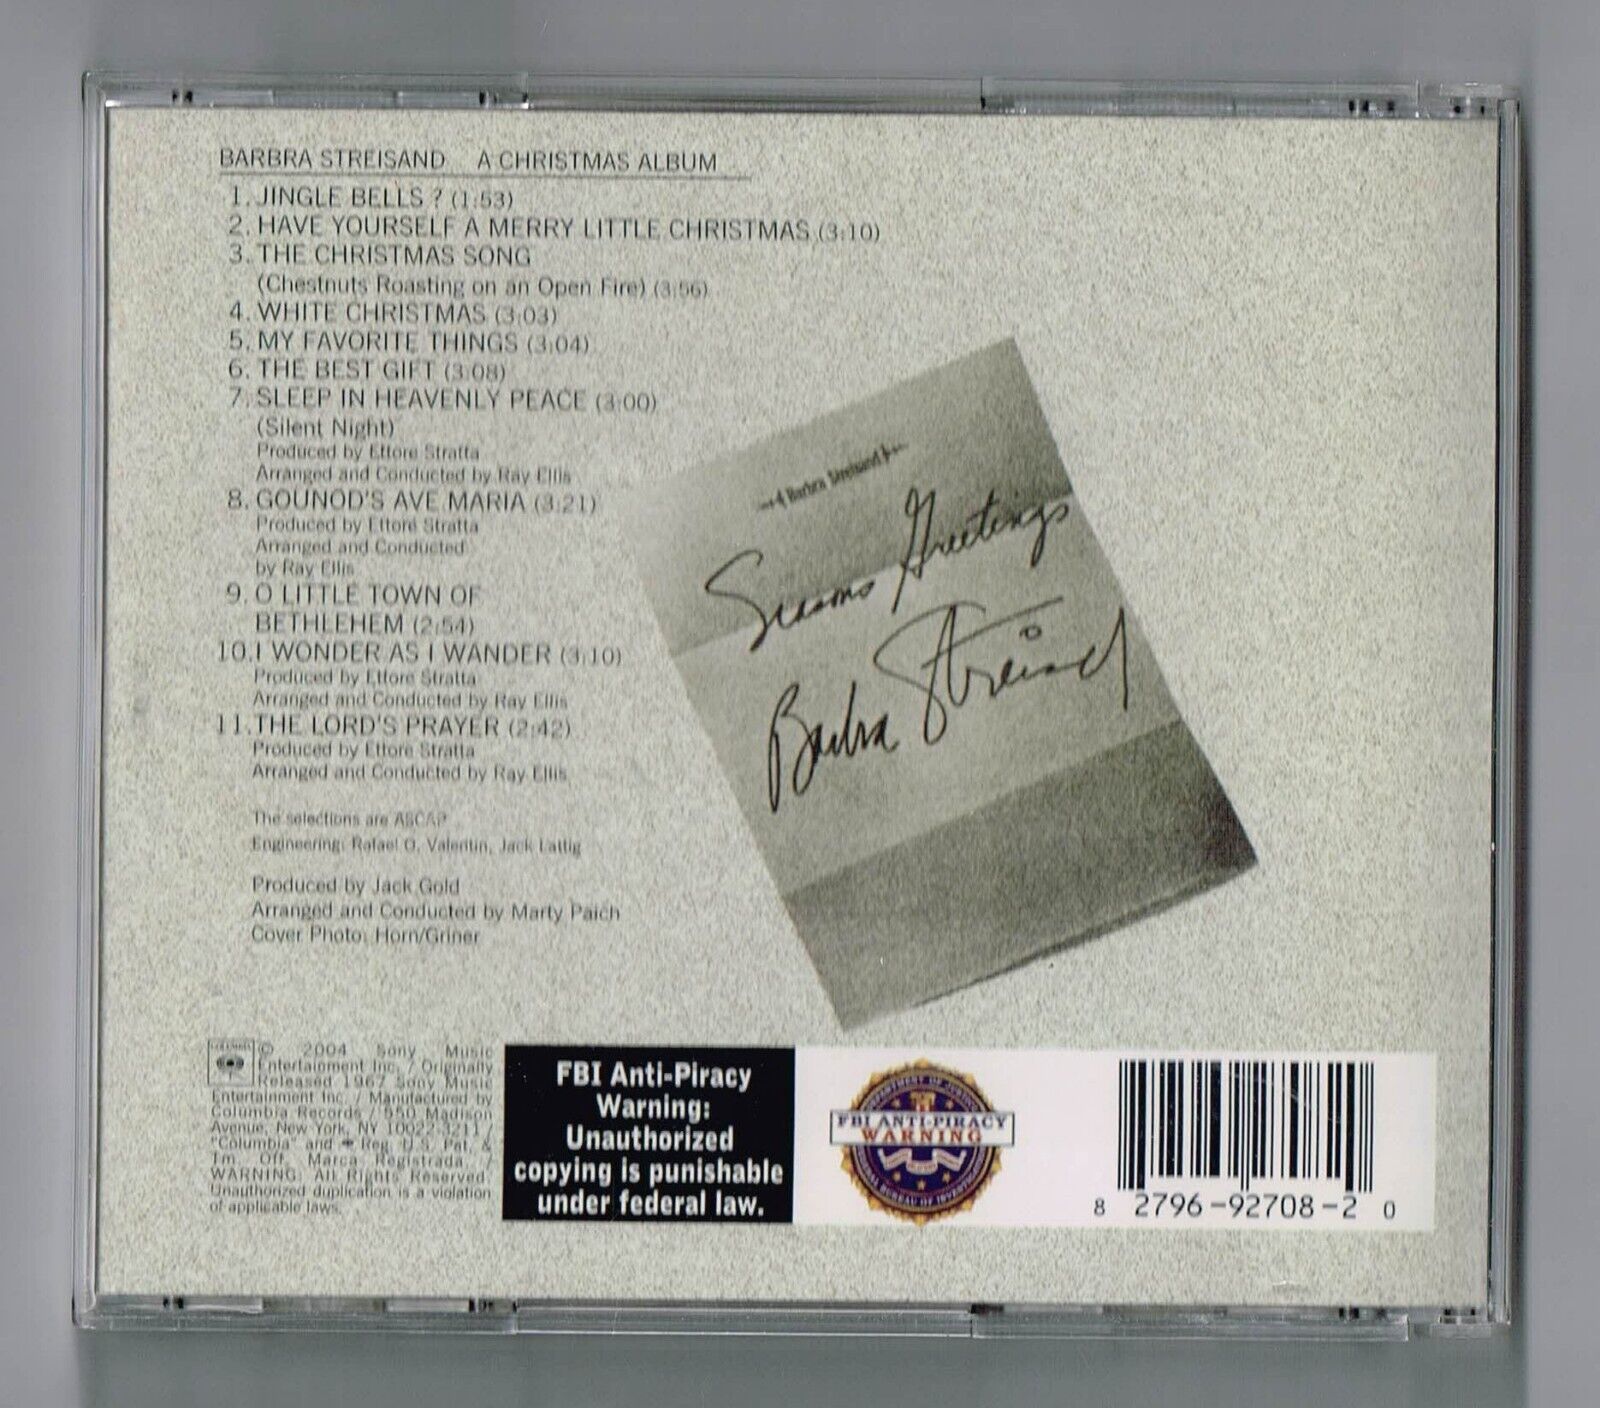 BARBRA STREISAND A CHRISTMAS ALBUM
1. JINGLE BELLS ? (1:53)
2. HAVE YOURSELF A MERRY LITTLE CHRISTMAS (3:10)
3. THE CHRISTMAS SONG
(Chestnuts Roasting on an Open Fire) (3:56)
4. WHITE CHRISTMAS (3:03)
5. MY FAVORITE THINGS (3:04)
6. THE BEST GIFT (3:08)
7. SLEEP IN HEAVENLY PEACE (3:00)
(Silent Night)
Produced by Ettore Stratta
Arranged and Conducted by Ray Ellis
8. GOUNOD'S AVE MARIA (3:21)
Produced by Ettore Stratta
Arranged and Conducted
by Ray Ellis
9. O LITTLE TOWN OF
BETHLEHEM (2:54)
10. I WONDER AS I WANDER (3:10)
Produced by Ettore Stratta
Arranged and Conducted by Ray Ellis
11. THE LORD'S PRAYER (2:42)
Produced by Ettore Stratta
Arranged and Conducted by Ray Ellis
The selections are ASCAP
Engineering: Rafael O. Valentin, Jack Lattig
Produced by Jack Gold
Arranged and Conducted by Marty Paich
Cover Photo: Horn/Griner
Barbra Streisand
Seasons Greetings
Barbra Streisand
COLUMBIA
© 2004 Sony Music
Entertainment Inc. / Originally
Released 1967 Sony Music
Entertainment Inc. / Manufactured by
Columbia Records / 550 Madison
Avenue, New York, NY 10022-3211 /
"Columbia" and Reg. U.S. Pat. &
Tm. Off. Marca Registrada. /
WARNING: All Rights Reserved.
Unauthorized duplication is a violation
of applicable laws.
FBI Anti-Piracy
Warning:
Unauthorized
copying is punishable
under federal law.
DEPARTMENT OF JUSTICE
FBI ANTI-PIRACY
WARNING
FEDERAL BUREAU OF INVESTIGATION
8 2796-92708-2 0